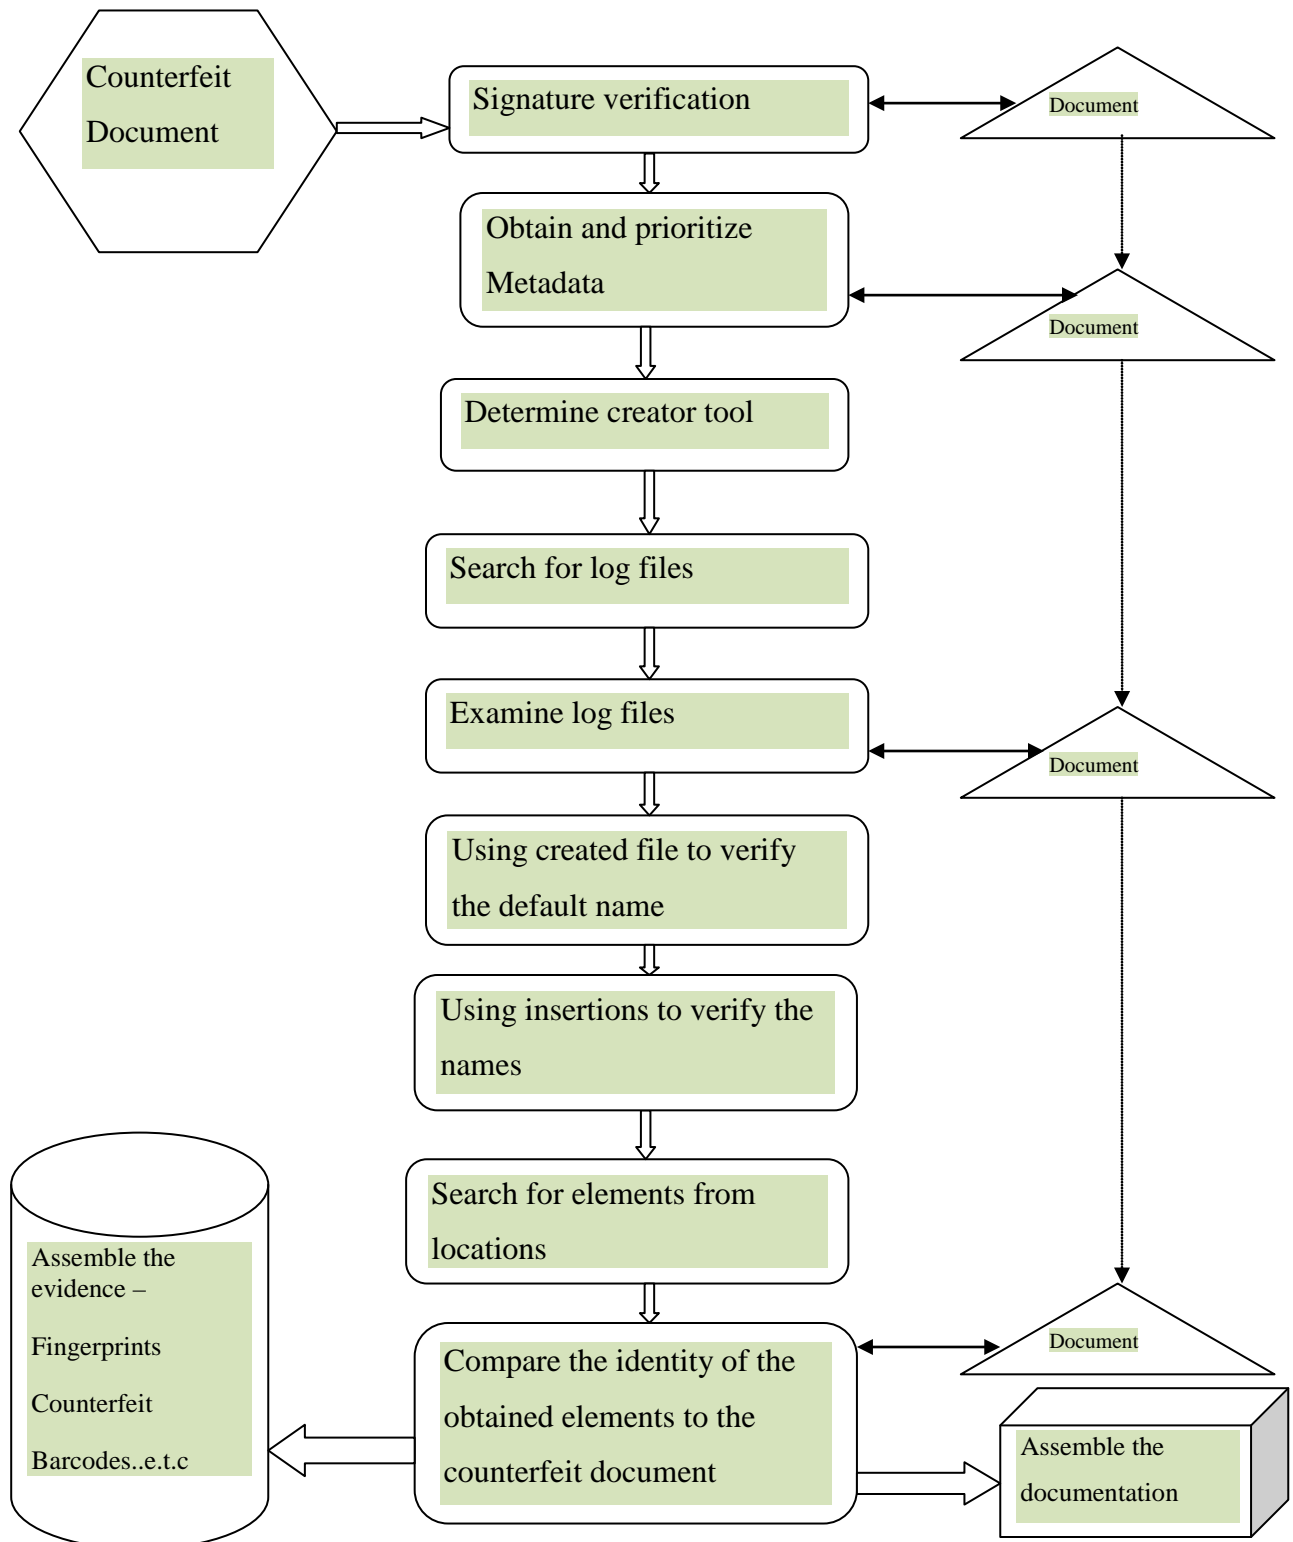 Counterfeit
Document
Signature verification
Document
Obtain and prioritize
Metadata
Document
Determine creator tool
Search for log files
Examine log files
Document
Using created file to verify
the default name
Using insertions to verify the
names
Search for elements from
locations
Assemble the
evidence –
Fingerprints
Counterfeit
Barcodes..e.t.c
Compare the identity of the
obtained elements to the
counterfeit document
Document
Assemble the
documentation